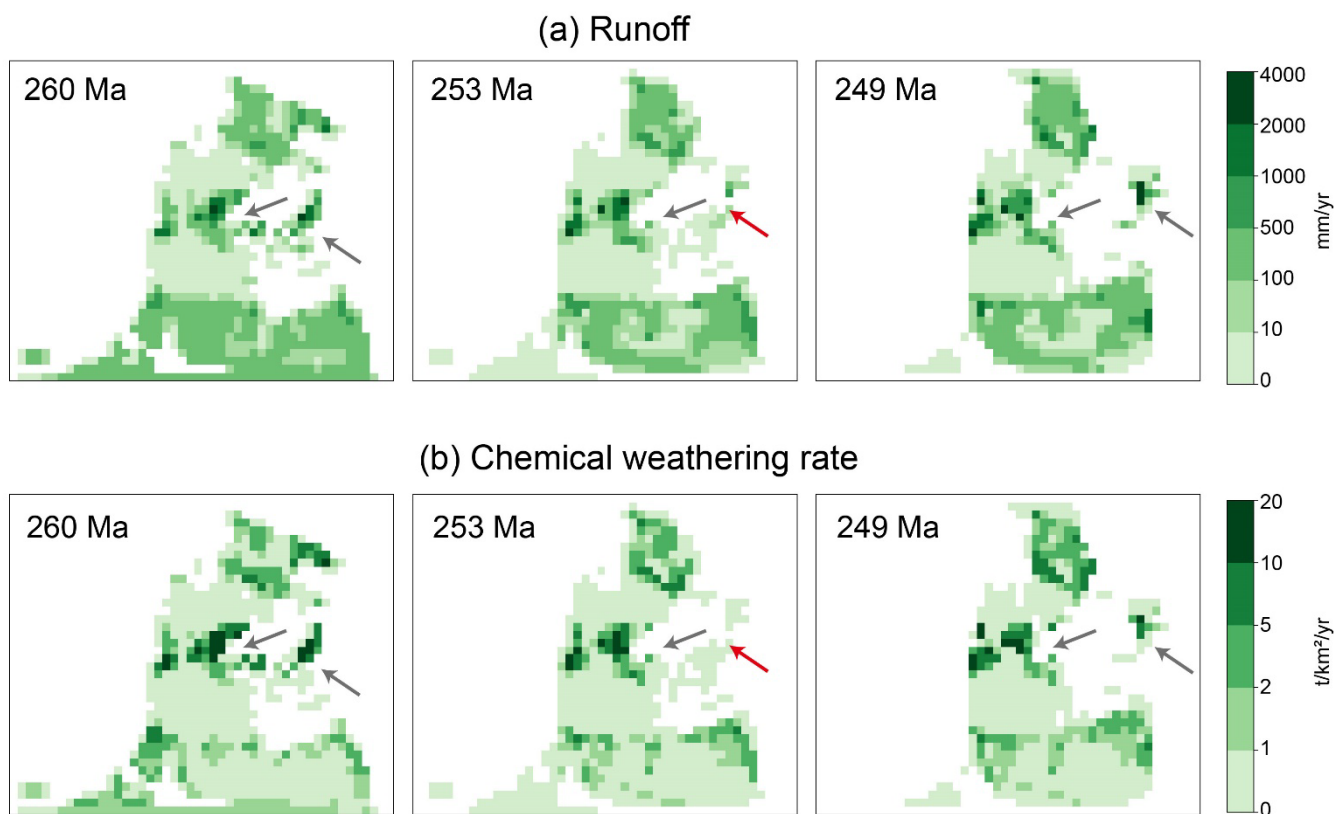 (a) Runoff
260 Ma
253 Ma
249 Ma
4000
2000
1000
500
100
10
0
mm/yr
(b) Chemical weathering rate
260 Ma
253 Ma
249 Ma
20
10
5
2
1
0
t/km²/yr